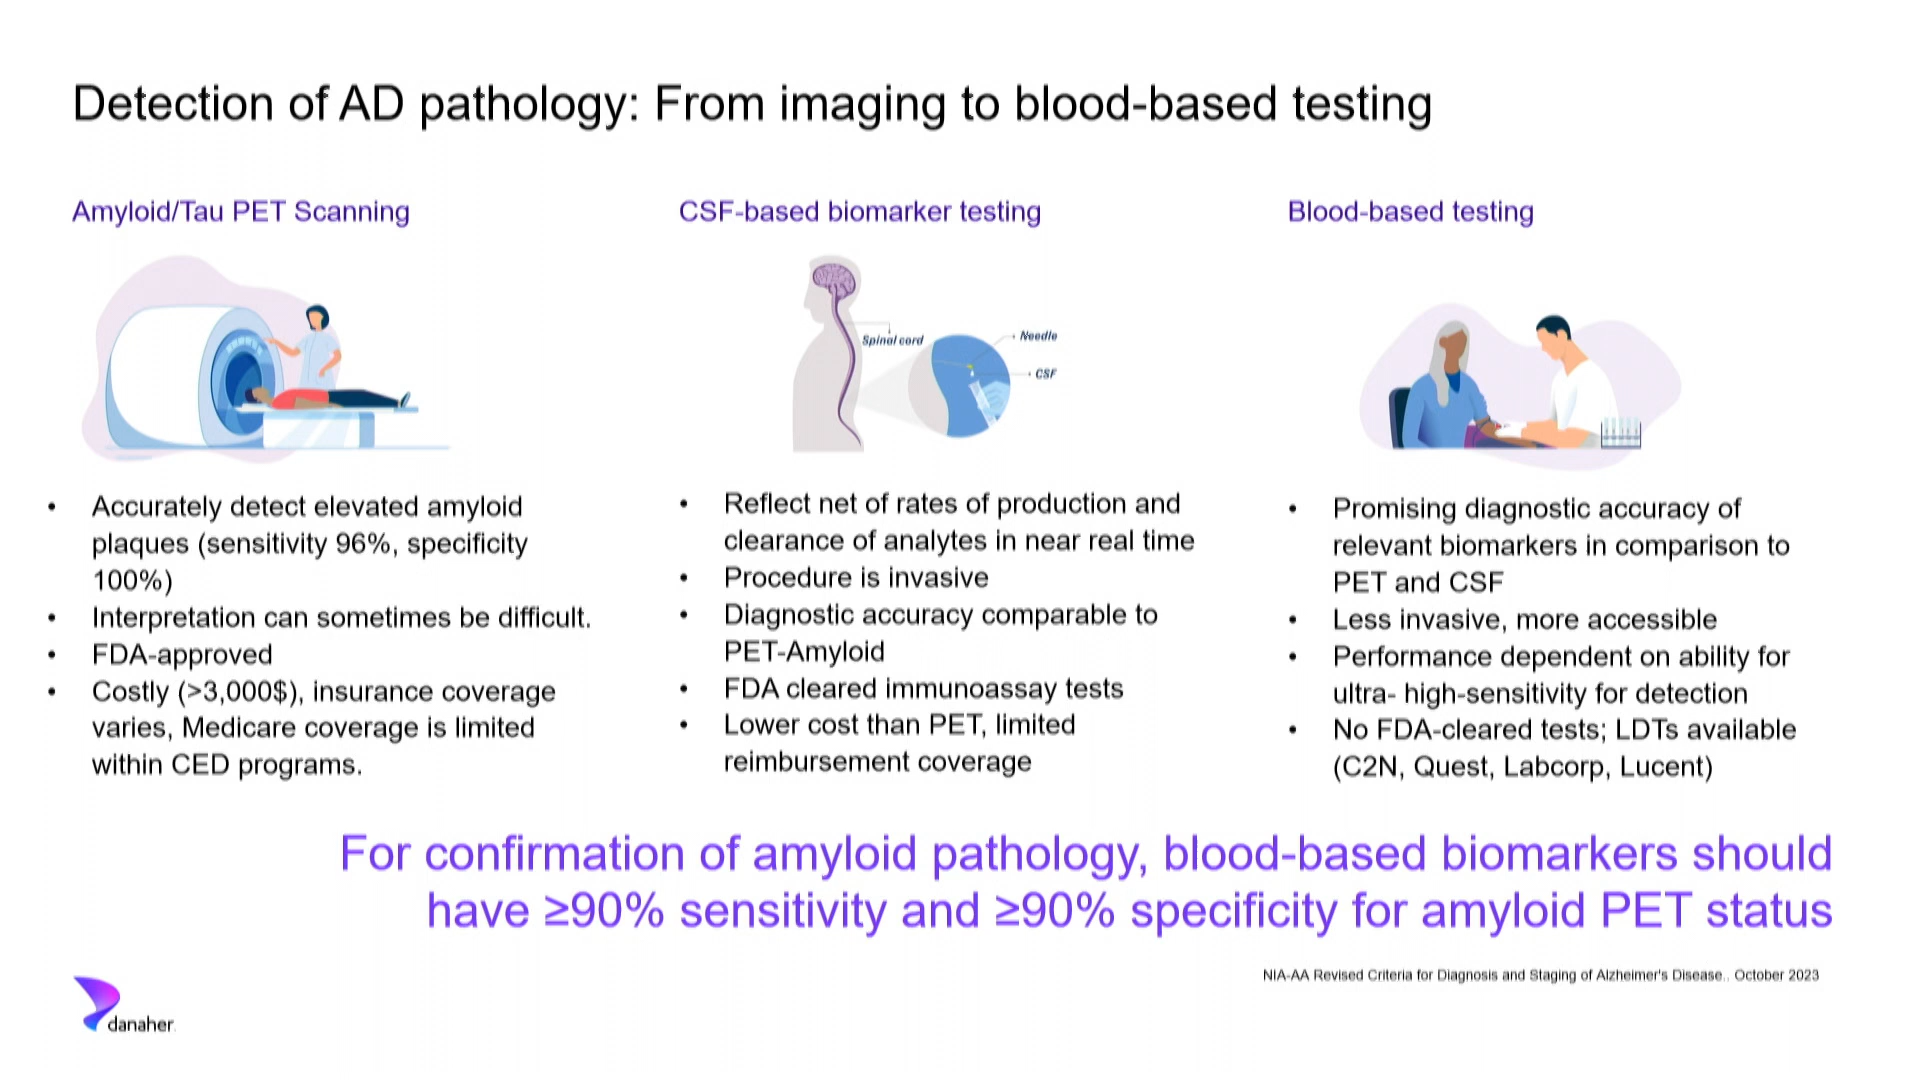 Detection of AD pathology: From imaging to blood-based testing
Amyloid/Tau PET Scanning
Accurately detect elevated amyloid
plaques (sensitivity 96%, specificity
100%)
Interpretation can sometimes be difficult.
FDA-approved
Costly (>3,000$), insurance coverage
varies, Medicare coverage is limited
within CED programs.
CSF-based biomarker testing
Spinal cord
Needle
CSF
Reflect net of rates of production and
clearance of analytes in near real time
Procedure is invasive
Diagnostic accuracy comparable to
PET-Amyloid
FDA cleared immunoassay tests
Lower cost than PET, limited
reimbursement coverage
Blood-based testing
Promising diagnostic accuracy of
relevant biomarkers in comparison to
PET and CSF
Less invasive, more accessible
Performance dependent on ability for
ultra- high-sensitivity for detection
No FDA-cleared tests; LDTs available
(C2N, Quest, Labcorp, Lucent)
For confirmation of amyloid pathology, blood-based biomarkers should
have ≥90% sensitivity and ≥90% specificity for amyloid PET status
NIA-AA Revised Criteria for Diagnosis and Staging of Alzheimer's Disease.. October 2023
danaher